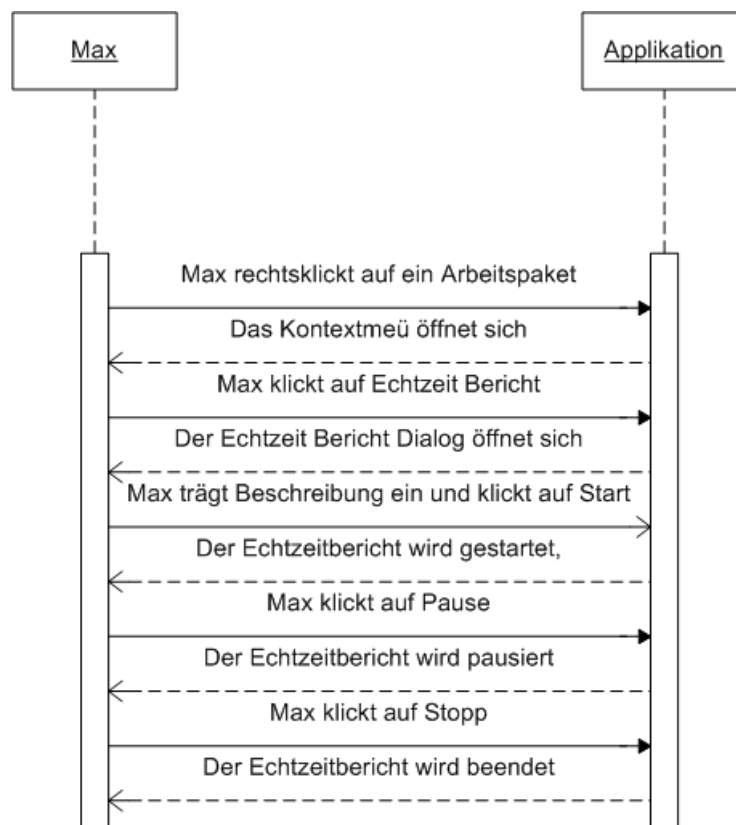 Max
Applikation
Max rechtsklickt auf ein Arbeitspaket
Das Kontextmeü öffnet sich
Max klickt auf Echtzeit Bericht
Der Echtzeit Bericht Dialog öffnet sich
Max trägt Beschreibung ein und klickt auf Start
Der Echtzeitbericht wird gestartet,
Max klickt auf Pause
Der Echtzeitbericht wird pausiert
Max klickt auf Stopp
Der Echtzeitbericht wird beendet